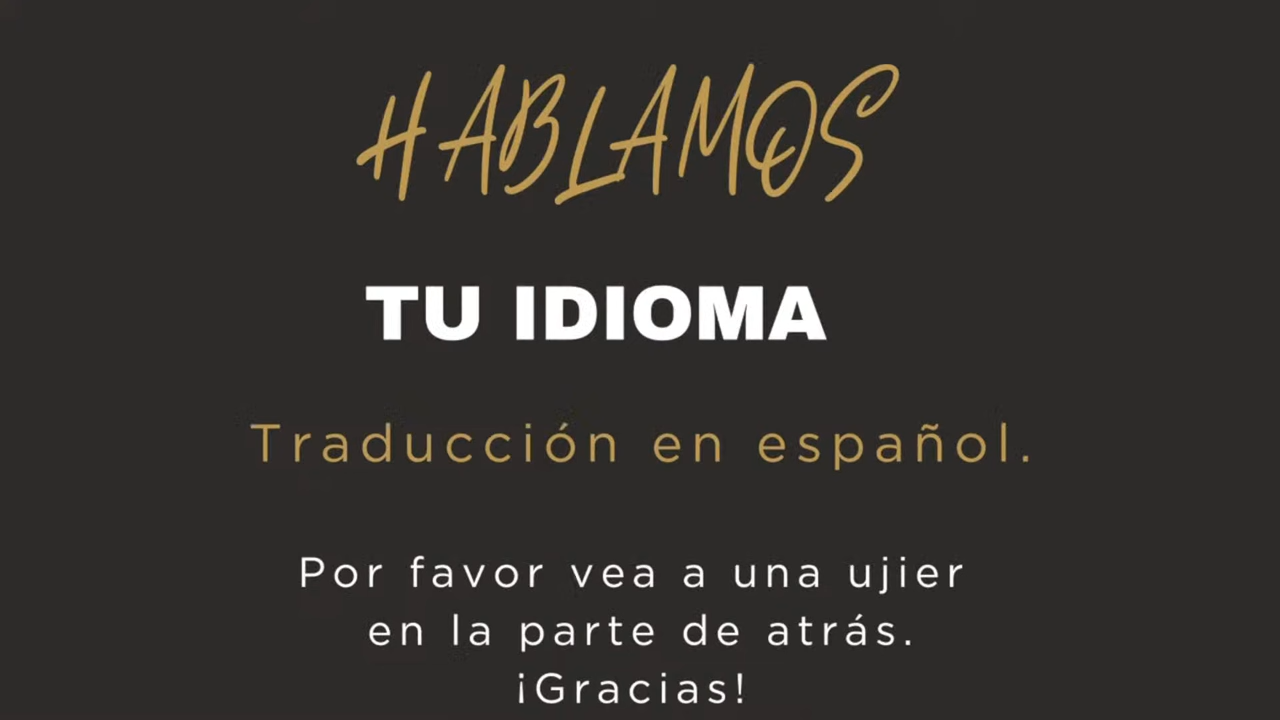 HABLAMOS
TU IDIOMA
Traducción en español.
Por favor vea a una ujier
en la parte de atrás.
¡Gracias!